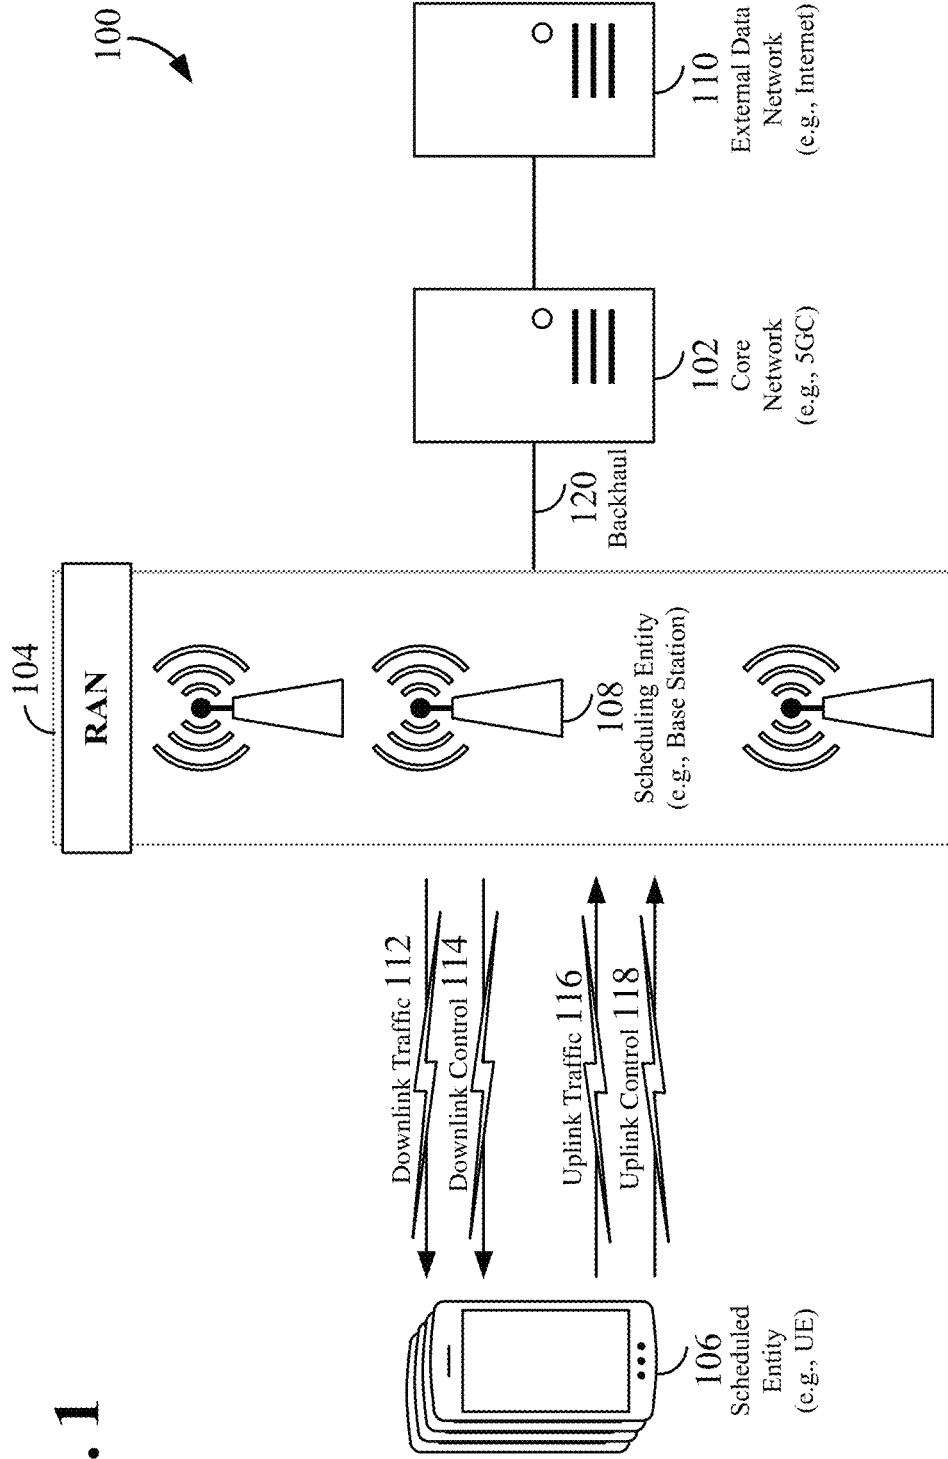 . 1
100
104
RAN
Downlink Traffic 112
Downlink Control 114
Uplink Traffic 116
Uplink Control 118
106
Scheduled
Entity
(e.g., UE)
108
Scheduling Entity
(e.g., Base Station)
120
Backhaul
102
Core
Network
(e.g., 5GC)
110
External Data
Network
(e.g., Internet)